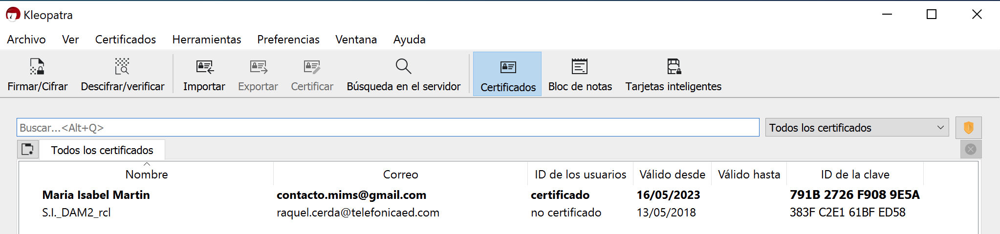 Kleopatra
Archivo Ver Certificados Herramientas Preferencias Ventana Ayuda
Firmar/Cifrar Descifrar/verificar Importar Exportar Certificar Búsqueda en el servidor Certificados Bloc de notas Tarjetas inteligentes
Buscar...<Alt+Q> Todos los certificados
Todos los certificados
Nombre Correo ID de los usuarios Válido desde Válido hasta ID de la clave
Maria Isabel Martin contacto.mims@gmail.com certificado 16/05/2023 791B 2726 F908 9E5A
S.I._DAM2_rcl raquel.cerda@telefonicaed.com no certificado 13/05/2018 383F C2E1 61BF ED58